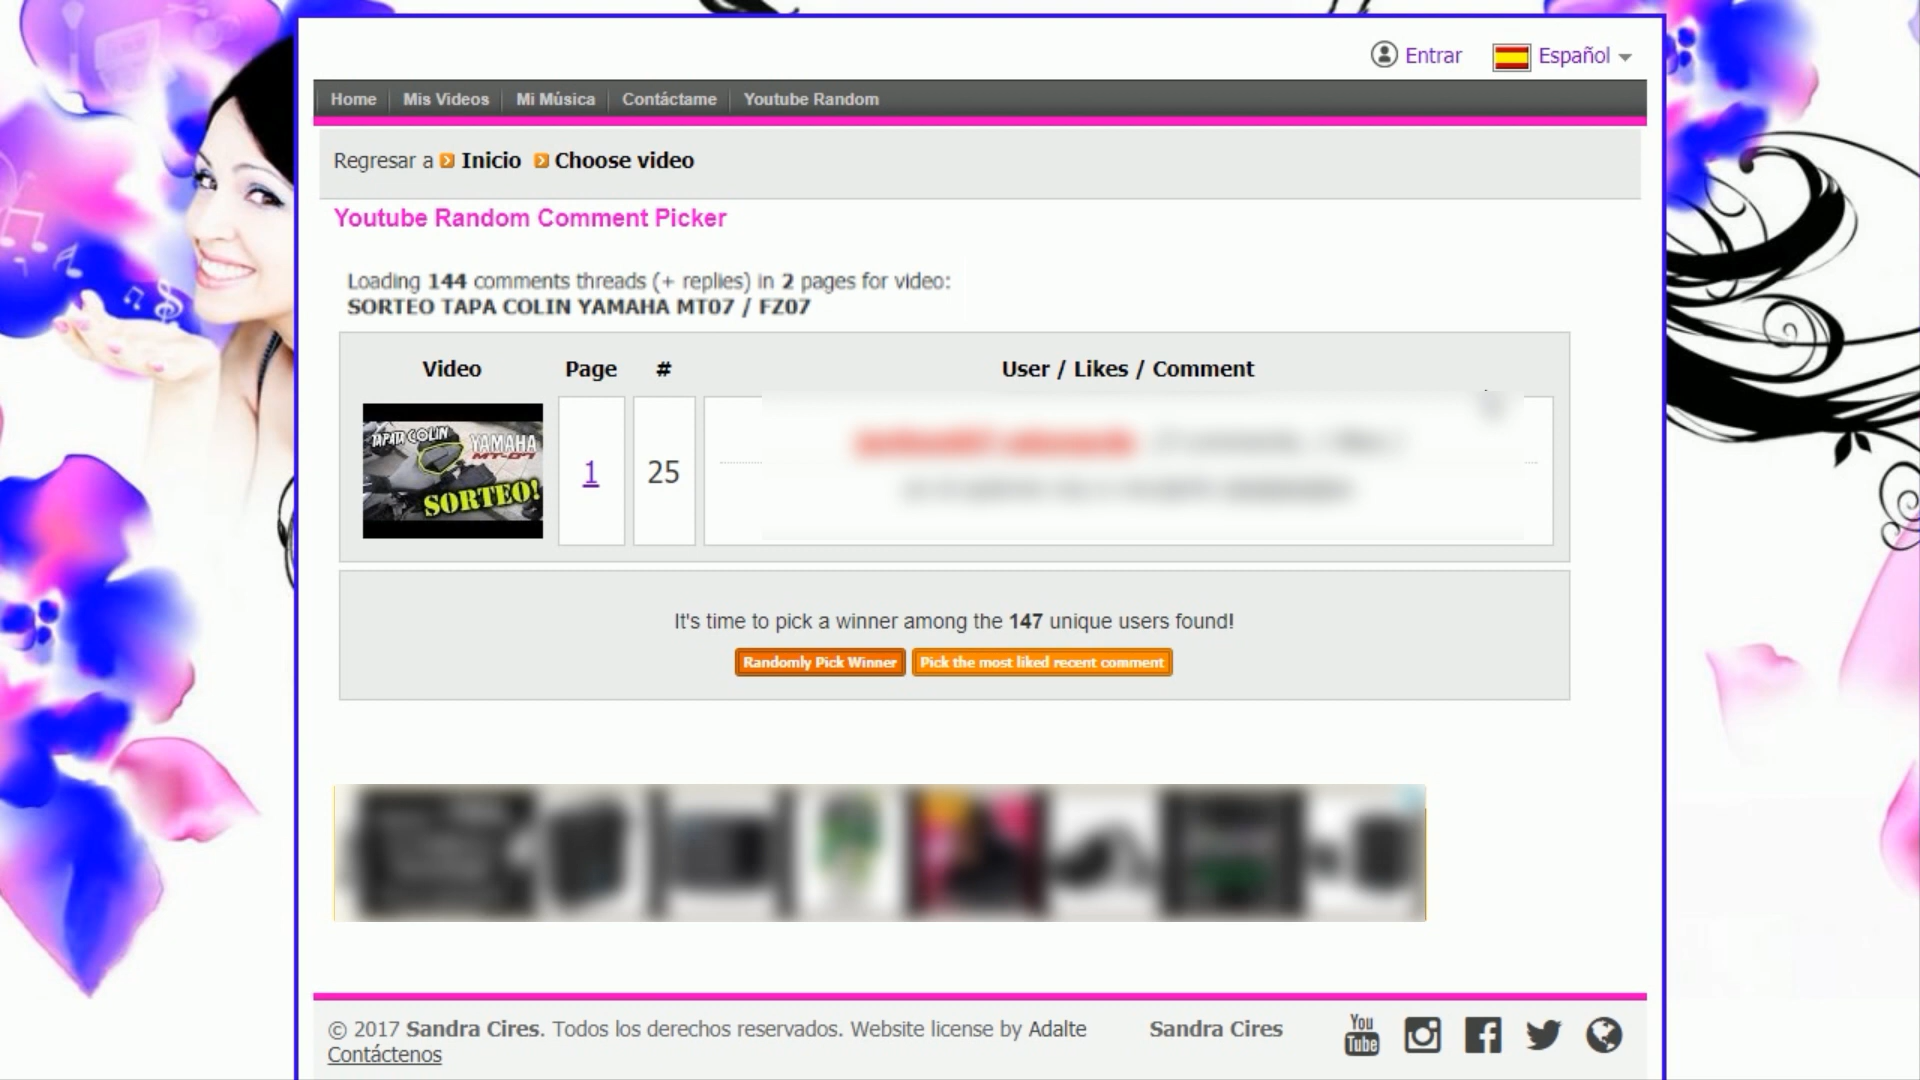 Entrar Español
Home Mis Videos Mi Música Contáctame Youtube Random
Regresar a Inicio Choose video
Youtube Random Comment Picker
Loading 144 comments threads (+ replies) in 2 pages for video:
SORTEO TAPA COLIN YAMAHA MT07 / FZ07
Video Page # User / Likes / Comment
TAPATA COLIN YAMAHA
MT-07
SORTEO!
1 25
It's time to pick a winner among the 147 unique users found!
Randomly Pick Winner Pick the most liked recent comment
© 2017 Sandra Cires. Todos los derechos reservados. Website license by Adalte Sandra Cires You Tube
Contáctenos